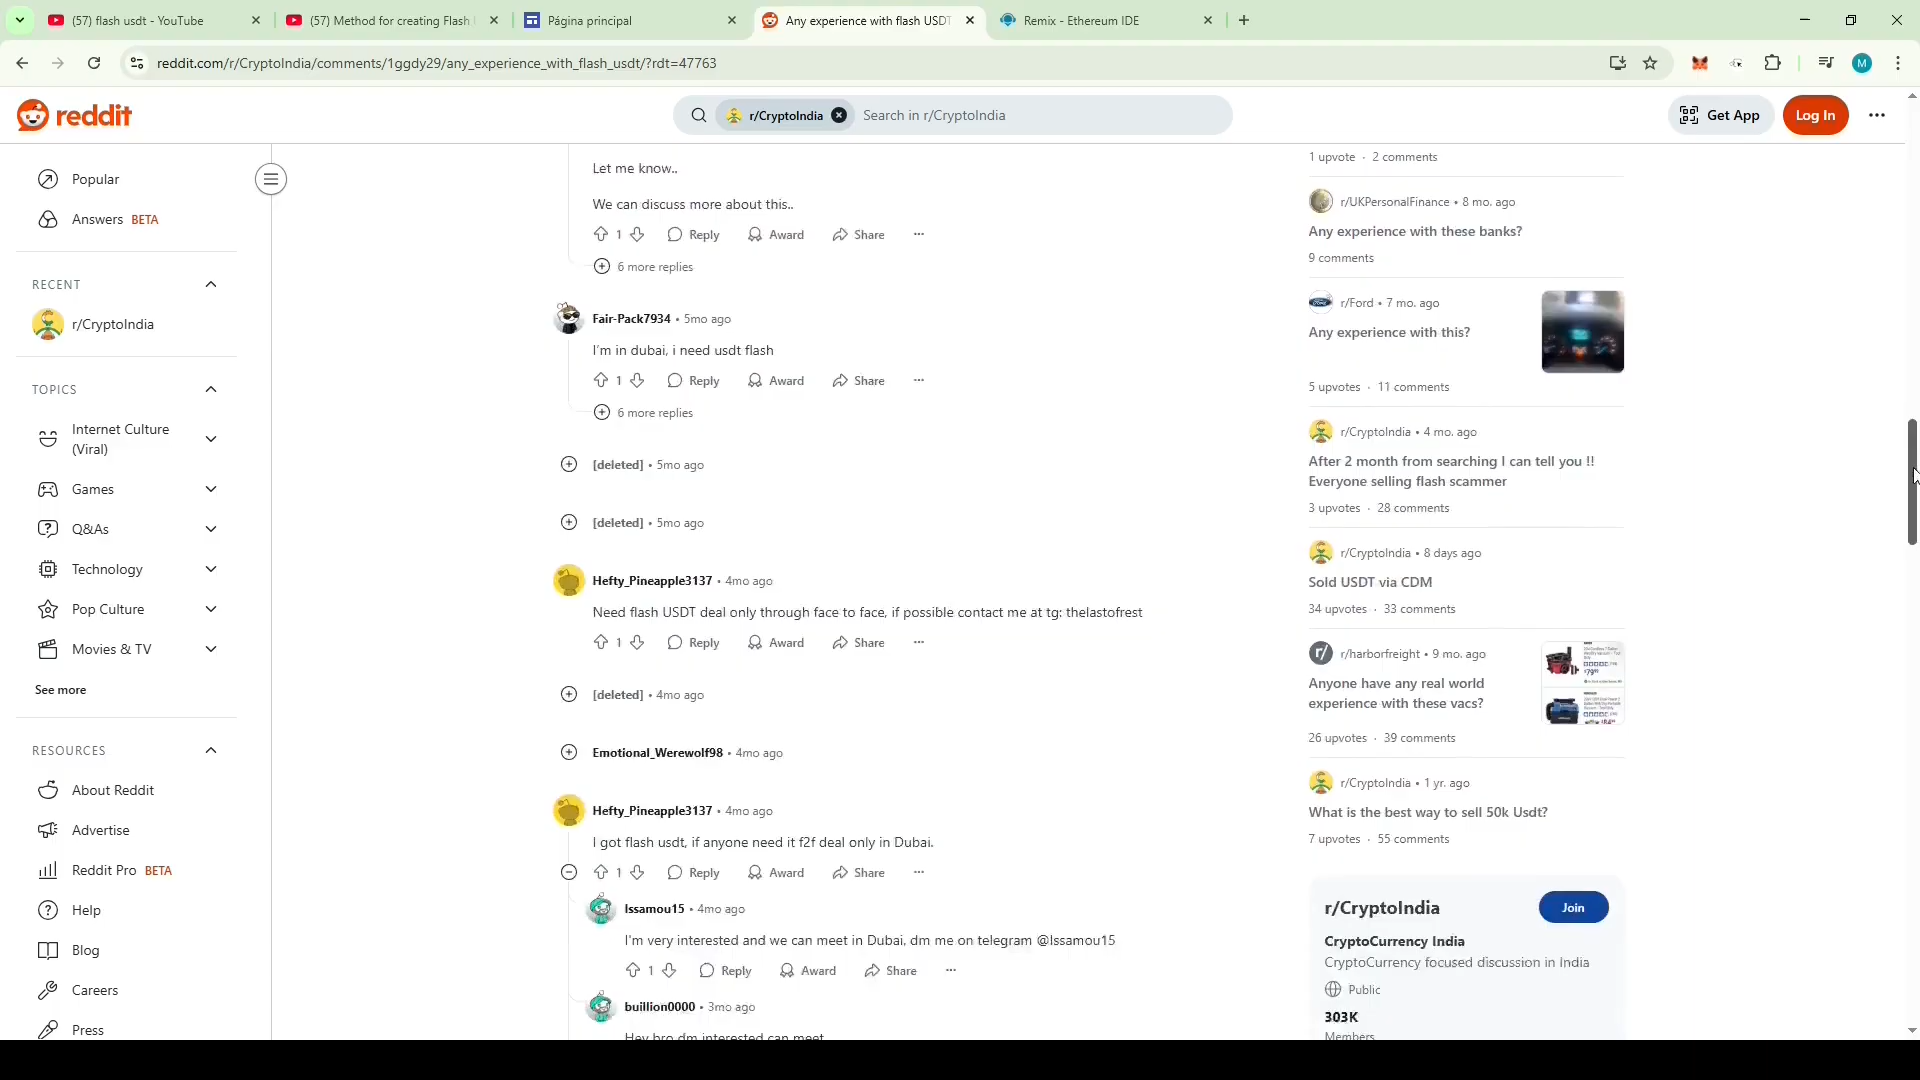 (57) flash usdt - YouTube
(57) Method for creating Flash
Página principal
Any experience with flash USDT
Remix - Ethereum IDE
reddit.com/r/CryptoIndia/comments/1ggdy29/any_experience_with_flash_usdt/?rdt=47763
M
reddit
r/CryptoIndia
Search in r/CryptoIndia
Get App
Log In
Popular
Answers BETA
RECENT
r/CryptoIndia
TOPICS
Internet Culture
(Viral)
Games
Q&As
Technology
Pop Culture
Movies & TV
See more
RESOURCES
About Reddit
Advertise
Reddit Pro BETA
Help
Blog
Careers
Press
Let me know..
We can discuss more about this..
1 Reply Award Share
6 more replies
Fair-Pack7934 • 5mo ago
I'm in dubai, i need usdt flash
1 Reply Award Share
6 more replies
[deleted] • 5mo ago
[deleted] • 5mo ago
Hefty_Pineapple3137 • 4mo ago
Need flash USDT deal only through face to face, if possible contact me at tg: thelastofrest
1 Reply Award Share
[deleted] • 4mo ago
Emotional_Werewolf98 • 4mo ago
Hefty_Pineapple3137 • 4mo ago
I got flash usdt, if anyone need it f2f deal only in Dubai.
1 Reply Award Share
Issamou15 • 4mo ago
I'm very interested and we can meet in Dubai, dm me on telegram @Issamou15
1 Reply Award Share
buillion0000 • 3mo ago
Hey bro dm interested can meet
1 upvote · 2 comments
r/UKPersonalFinance • 8 mo. ago
Any experience with these banks?
9 comments
r/Ford • 7 mo. ago
Any experience with this?
5 upvotes · 11 comments
r/CryptoIndia • 4 mo. ago
After 2 month from searching I can tell you !!
Everyone selling flash scammer
3 upvotes · 28 comments
r/CryptoIndia • 8 days ago
Sold USDT via CDM
34 upvotes · 33 comments
r/harborfreight • 9 mo. ago
Anyone have any real world
experience with these vacs?
26 upvotes · 39 comments
r/CryptoIndia • 1 yr. ago
What is the best way to sell 50k Usdt?
7 upvotes · 55 comments
r/CryptoIndia
Join
CryptoCurrency India
CryptoCurrency focused discussion in India
Public
303K
Members